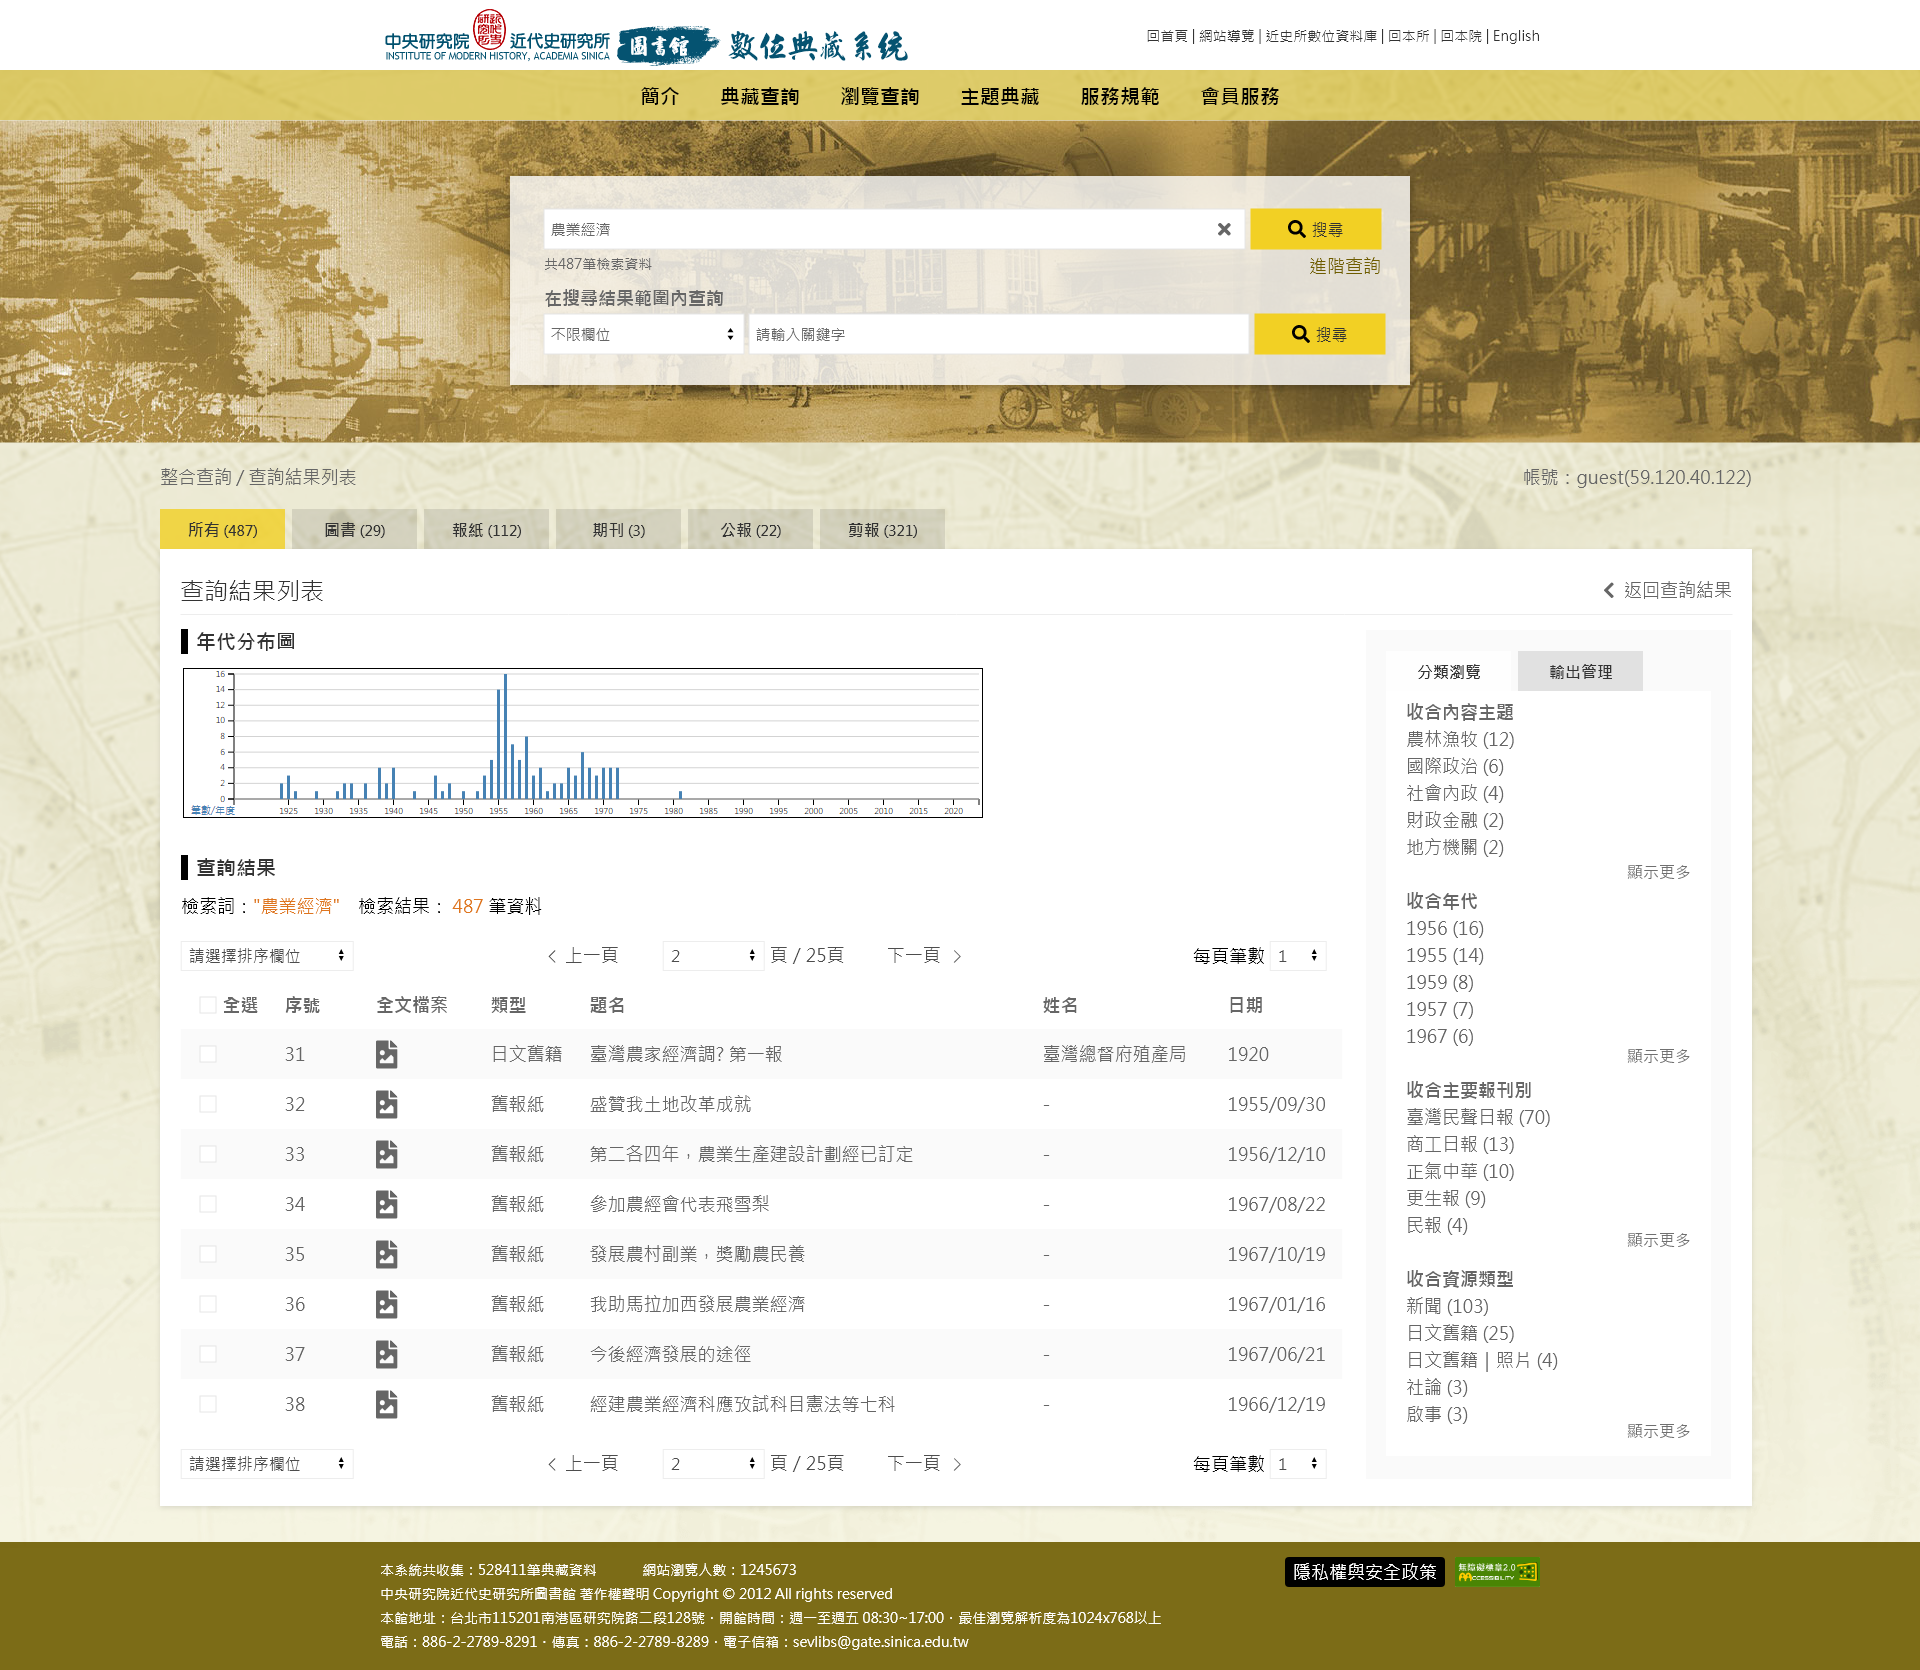 中央研究院 近代史研究所 圖書館 數位典藏系統
INSTITUTE OF MODERN HISTORY, ACADEMIA SINICA
回首頁 | 網站導覽 | 近史所數位資料庫 | 回本所 | 回本院 | English
簡介 典藏查詢 瀏覽查詢 主題典藏 服務規範 會員服務
農業經濟 搜尋
共487筆檢索資料 進階查詢
在搜尋結果範圍內查詢
不限欄位 請輸入關鍵字 搜尋
整合查詢 / 查詢結果列表 帳號：guest(59.120.40.122)
所有 (487) 圖書 (29) 報紙 (112) 期刊 (3) 公報 (22) 剪報 (321)
查詢結果列表 返回查詢結果
年代分布圖
16
14
12
10
8
6
4
2
0
筆數/年度 1925 1930 1935 1940 1945 1950 1955 1960 1965 1970 1975 1980 1985 1990 1995 2000 2005 2010 2015 2020
查詢結果
檢索詞："農業經濟" 檢索結果： 487 筆資料
請選擇排序欄位 上一頁 2 頁 / 25頁 下一頁 每頁筆數 1
全選 序號 全文檔案 類型 題名 姓名 日期
31 日文舊籍 臺灣農家經濟調? 第一報 臺灣總督府殖產局 1920
32 舊報紙 盛贊我土地改革成就 - 1955/09/30
33 舊報紙 第二各四年，農業生產建設計劃經已訂定 - 1956/12/10
34 舊報紙 參加農經會代表飛雪梨 - 1967/08/22
35 舊報紙 發展農村副業，獎勵農民養 - 1967/10/19
36 舊報紙 我助馬拉加西發展農業經濟 - 1967/01/16
37 舊報紙 今後經濟發展的途徑 - 1967/06/21
38 舊報紙 經建農業經濟科應攷試科目憲法等七科 - 1966/12/19
請選擇排序欄位 上一頁 2 頁 / 25頁 下一頁 每頁筆數 1
分類瀏覽 輸出管理
收合內容主題
農林漁牧 (12)
國際政治 (6)
社會內政 (4)
財政金融 (2)
地方機關 (2)
顯示更多
收合年代
1956 (16)
1955 (14)
1959 (8)
1957 (7)
1967 (6)
顯示更多
收合主要報刊別
臺灣民聲日報 (70)
商工日報 (13)
正氣中華 (10)
更生報 (9)
民報 (4)
顯示更多
收合資源類型
新聞 (103)
日文舊籍 (25)
日文舊籍 | 照片 (4)
社論 (3)
啟事 (3)
顯示更多
本系統共收集：528411筆典藏資料 網站瀏覽人數：1245673
中央研究院近代史研究所圖書館 著作權聲明 Copyright © 2012 All rights reserved
本館地址：台北市115201南港區研究院路二段128號．開館時間：週一至週五 08:30~17:00．最佳瀏覽解析度為1024x768以上
電話：886-2-2789-8291．傳真：886-2-2789-8289．電子信箱：sevlibs@gate.sinica.edu.tw
隱私權與安全政策
無障礙標章2.0
ACCESSIBILITY